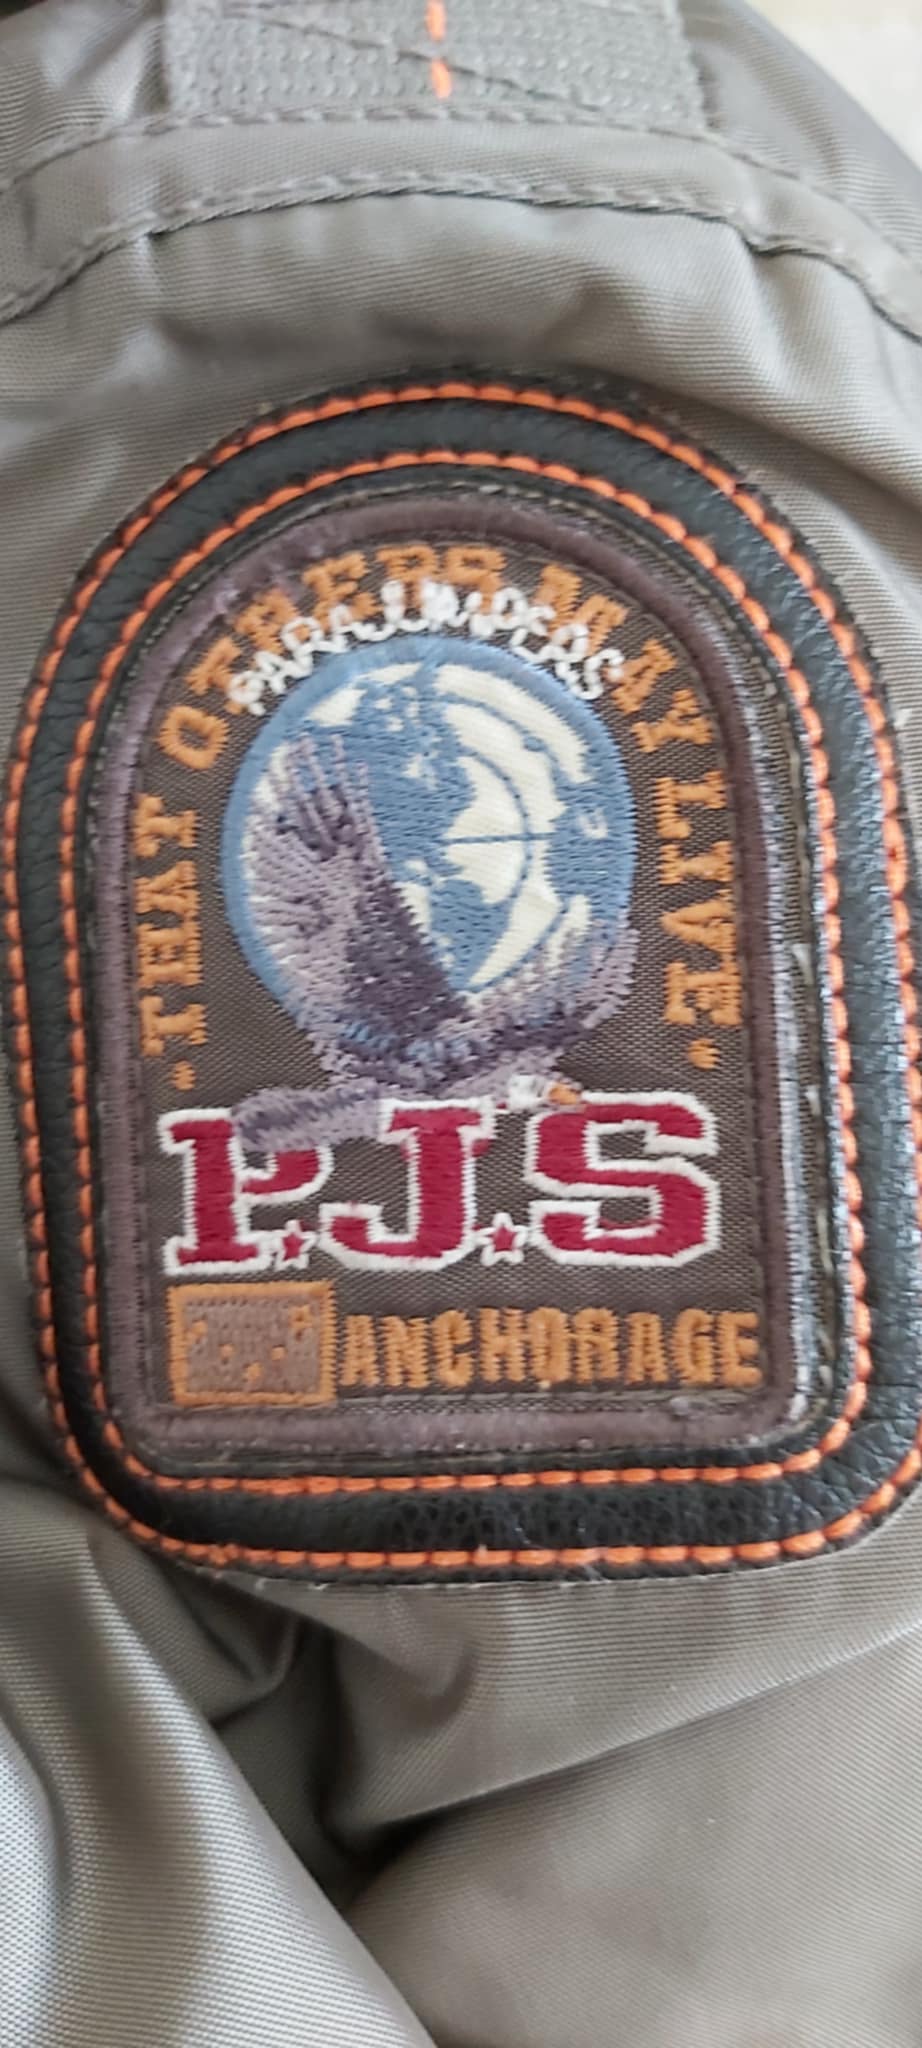 • THAT OTHERS MAY LIVE •
PARAJUMPERS
P.J.S
ANCHORAGE